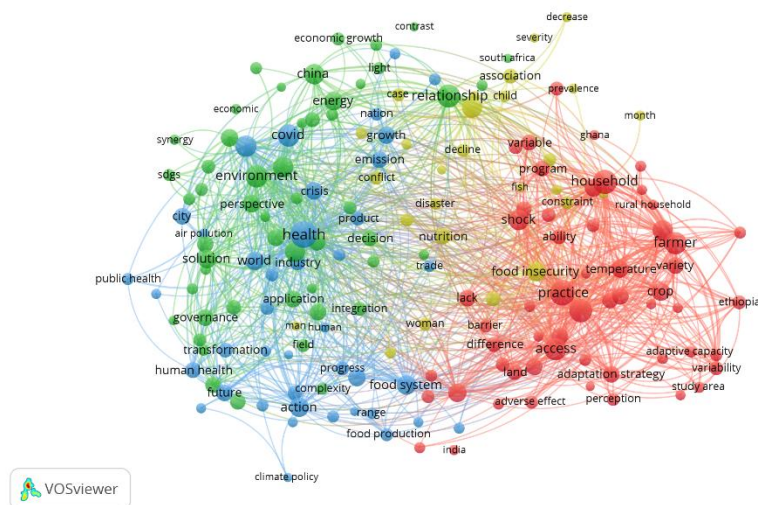 decrease
contrast
severity
economic growth
south africa
light
china
association
case
relationship
child
prevalence
energy
economic
nation
month
synergy
covid
growth
variable
ghana
decline
emission
program
environment
conflict
fish
household
sdgs
crisis
perspective
constraint
rural household
disaster
city
product
shock
air pollution
health
decision
nutrition
ability
farmer
solution
world
industry
trade
food insecurity
temperature
variety
public health
practice
crop
application
lack
ethiopia
integration
governance
man
human
woman
barrier
field
difference
access
adaptive capacity
transformation
human health
progress
land
adaptation strategy
variability
food system
study area
future
complexity
perception
action
range
adverse effect
food production
india
climate policy
VOSviewer